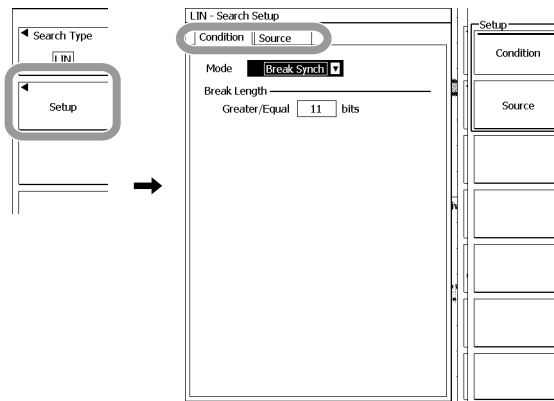 Search Type
LIN
Setup
LIN - Search Setup
Condition Source
Mode Break Synch
Break Length
Greater/Equal 11 bits
Setup
Condition
Source